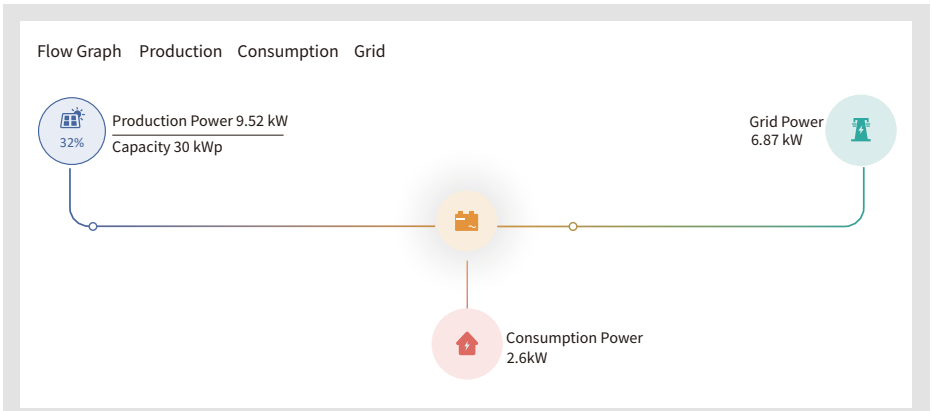 Flow Graph Production Consumption Grid
32%
Production Power 9.52 kW
Capacity 30 kWp
Grid Power
6.87 kW
Consumption Power
2.6kW